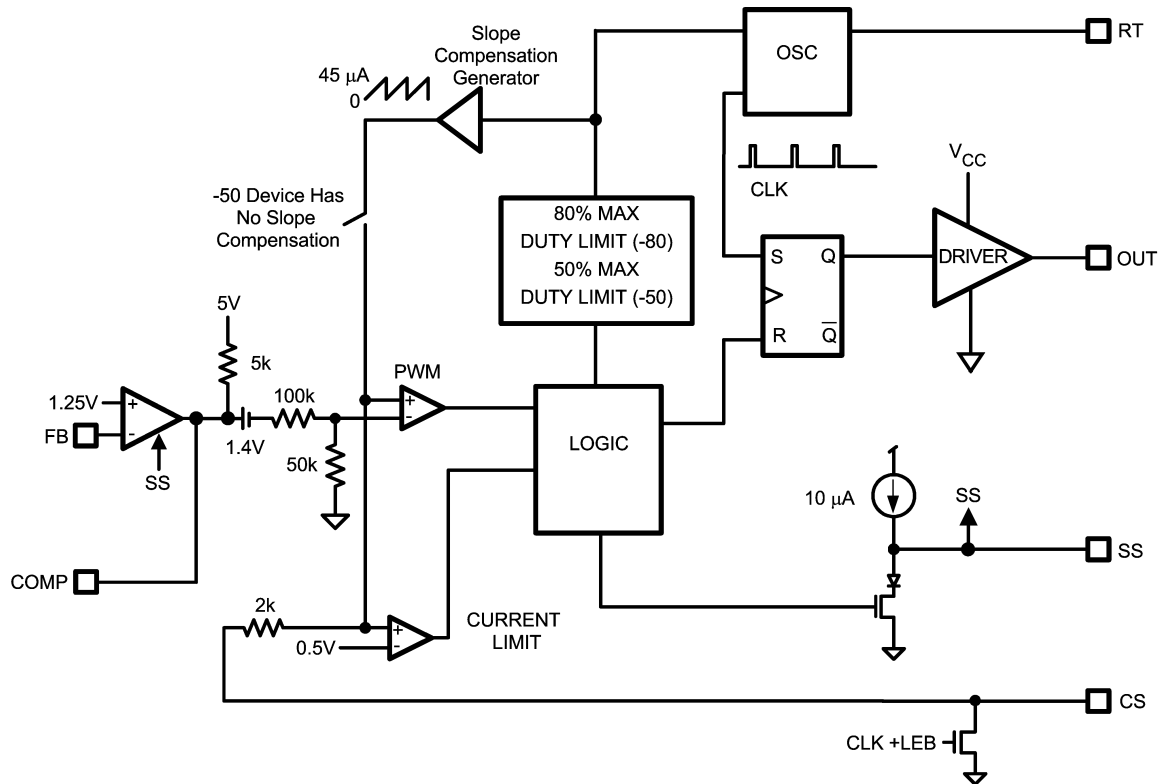 Slope
Compensation
Generator
45 μA
0
OSC
RT
CLK
VCC
-50 Device Has
No Slope
Compensation
80% MAX
DUTY LIMIT (-80)
50% MAX
DUTY LIMIT (-50)
S
Q
R
Q̅
DRIVER
OUT
5V
5k
PWM
1.25V
+
-
FB
SS
1.4V
100k
50k
+
-
LOGIC
10 μA
SS
SS
COMP
2k
0.5V
+
-
CURRENT
LIMIT
CS
CLK +LEB